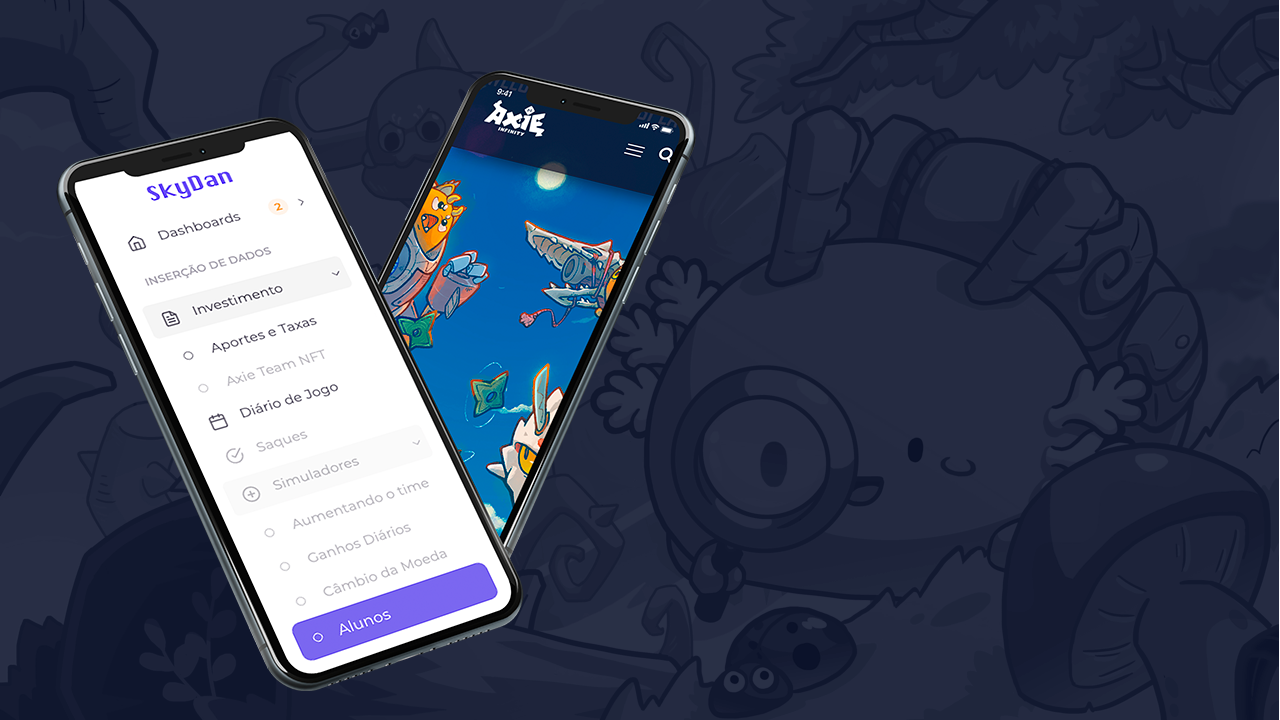 SkyDan
Dashboards 2
INSERÇÃO DE DADOS
Investimento
Aportes e Taxas
Axie Team NFT
Diário de Jogo
Saques
Simuladores
Aumentando o time
Ganhos Diários
Câmbio da Moeda
Alunos
9:41
AXIE
INFINITY